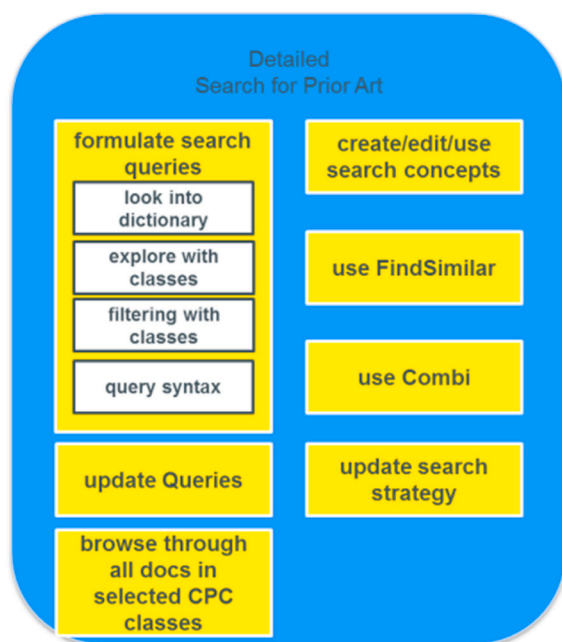 Detailed
Search for Prior Art
formulate search
queries
look into
dictionary
explore with
classes
filtering with
classes
query syntax
update Queries
browse through
all docs in
selected CPC
classes
create/edit/use
search concepts
use FindSimilar
use Combi
update search
strategy